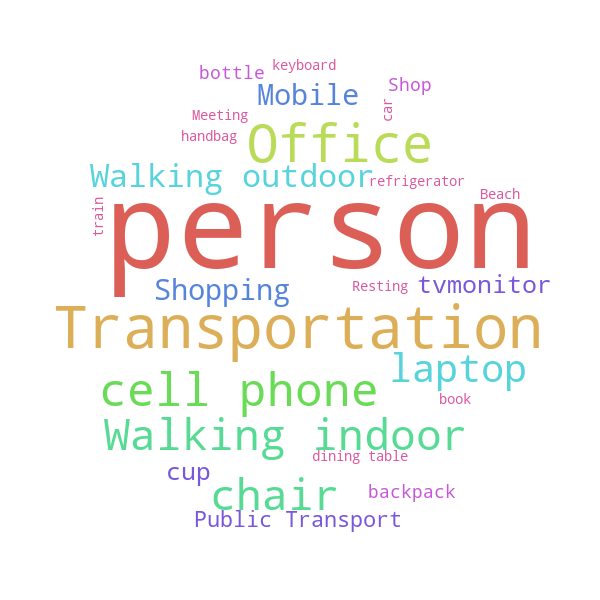 keyboard
bottle
Shop
Mobile
car
Meeting
Office
handbag
Walking outdoor
refrigerator
Beach
train
person
Shopping
Resting
tvmonitor
Transportation
laptop
cell phone
book
Walking indoor
dining table
cup
chair
backpack
Public Transport